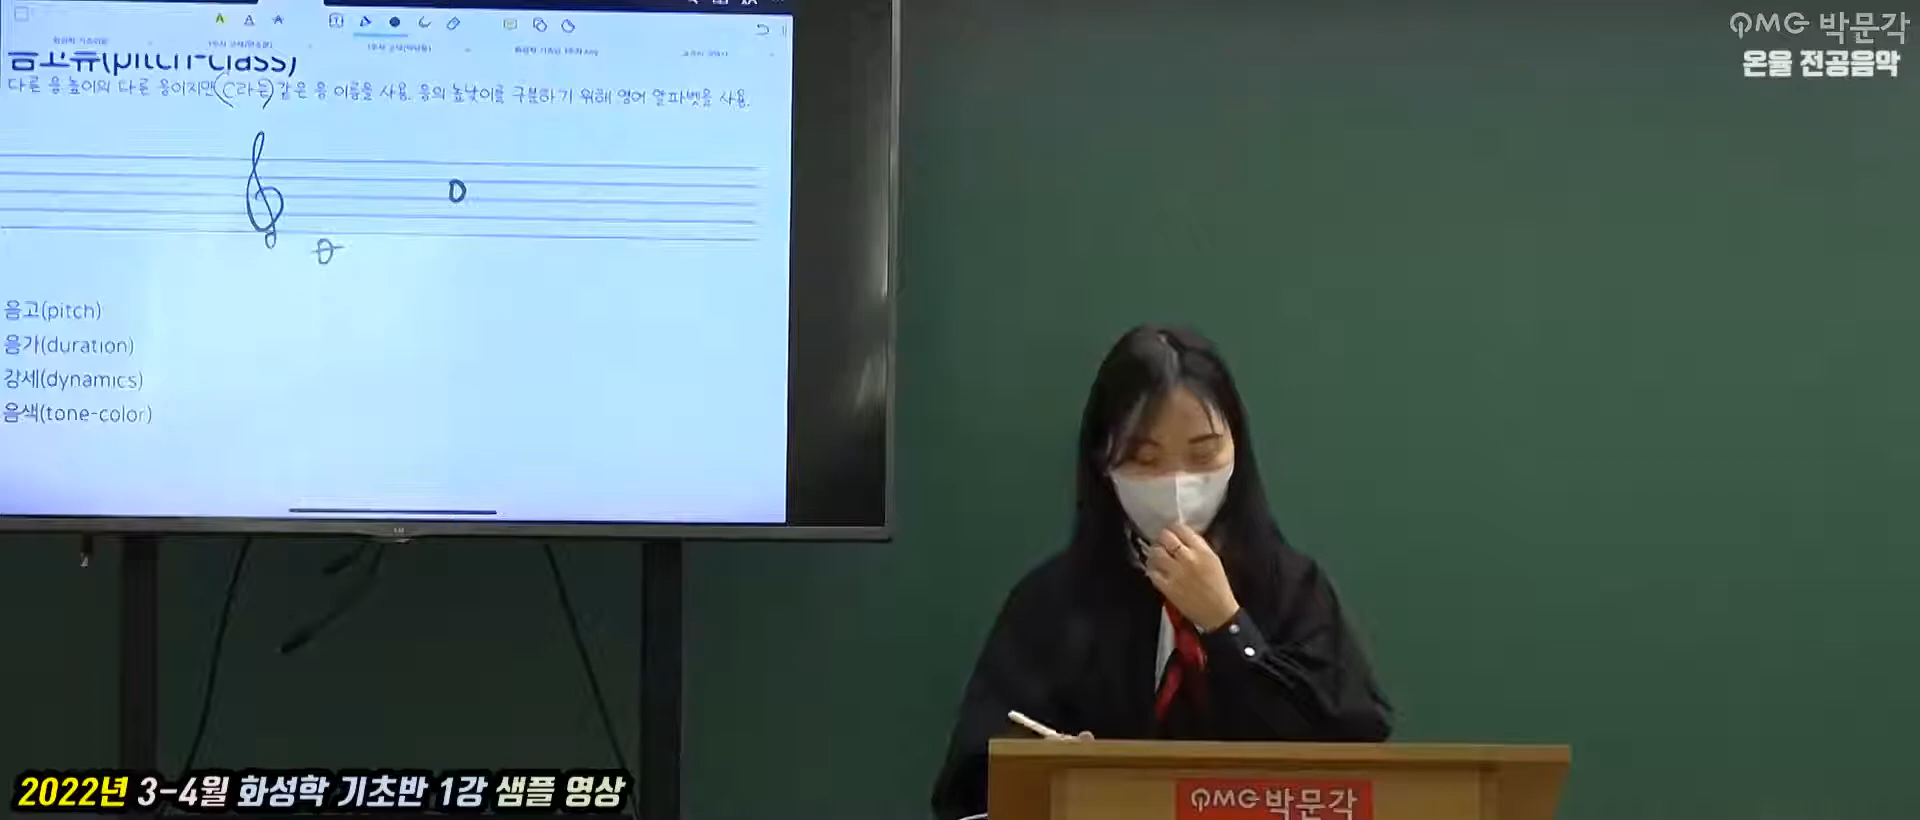 음고류(pitch-class)
다른 음 높이의 다른 음이지만 C라는 같은 음 이름을 사용. 음의 높낮이를 구분하기 위해 영어 알파벳을 사용.
음고(pitch)
음가(duration)
강세(dynamics)
음색(tone-color)
QMG 박문각
온율 전공음악
QMG 박문각
2022년 3-4월 화성학 기초반 1강 샘플 영상